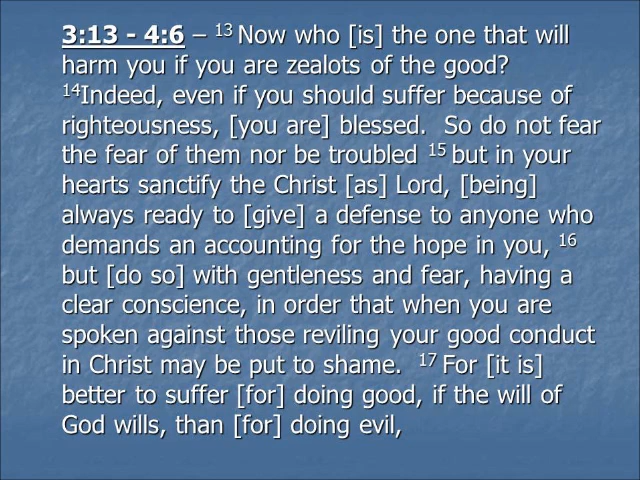 3:13 - 4:6 – 13 Now who [is] the one that will
harm you if you are zealots of the good?
14Indeed, even if you should suffer because of
righteousness, [you are] blessed. So do not fear
the fear of them nor be troubled 15 but in your
hearts sanctify the Christ [as] Lord, [being]
always ready to [give] a defense to anyone who
demands an accounting for the hope in you, 16
but [do so] with gentleness and fear, having a
clear conscience, in order that when you are
spoken against those reviling your good conduct
in Christ may be put to shame. 17 For [it is]
better to suffer [for] doing good, if the will of
God wills, than [for] doing evil,